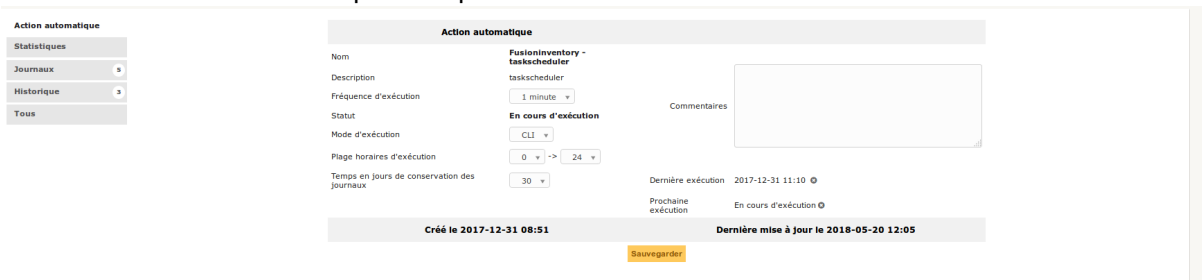 Action automatique
Statistiques
Journaux 5
Historique 3
Tous
Action automatique
Nom Fusioninventory -
taskscheduler
Description taskscheduler
Fréquence d'exécution 1 minute
Statut En cours d'exécution
Mode d'exécution CLI
Plage horaires d'exécution 0 -> 24
Temps en jours de conservation des
journaux 30
Commentaires
Dernière exécution 2017-12-31 11:10
Prochaine
exécution En cours d'exécution
Créé le 2017-12-31 08:51 Dernière mise à jour le 2018-05-20 12:05
Sauvegarder